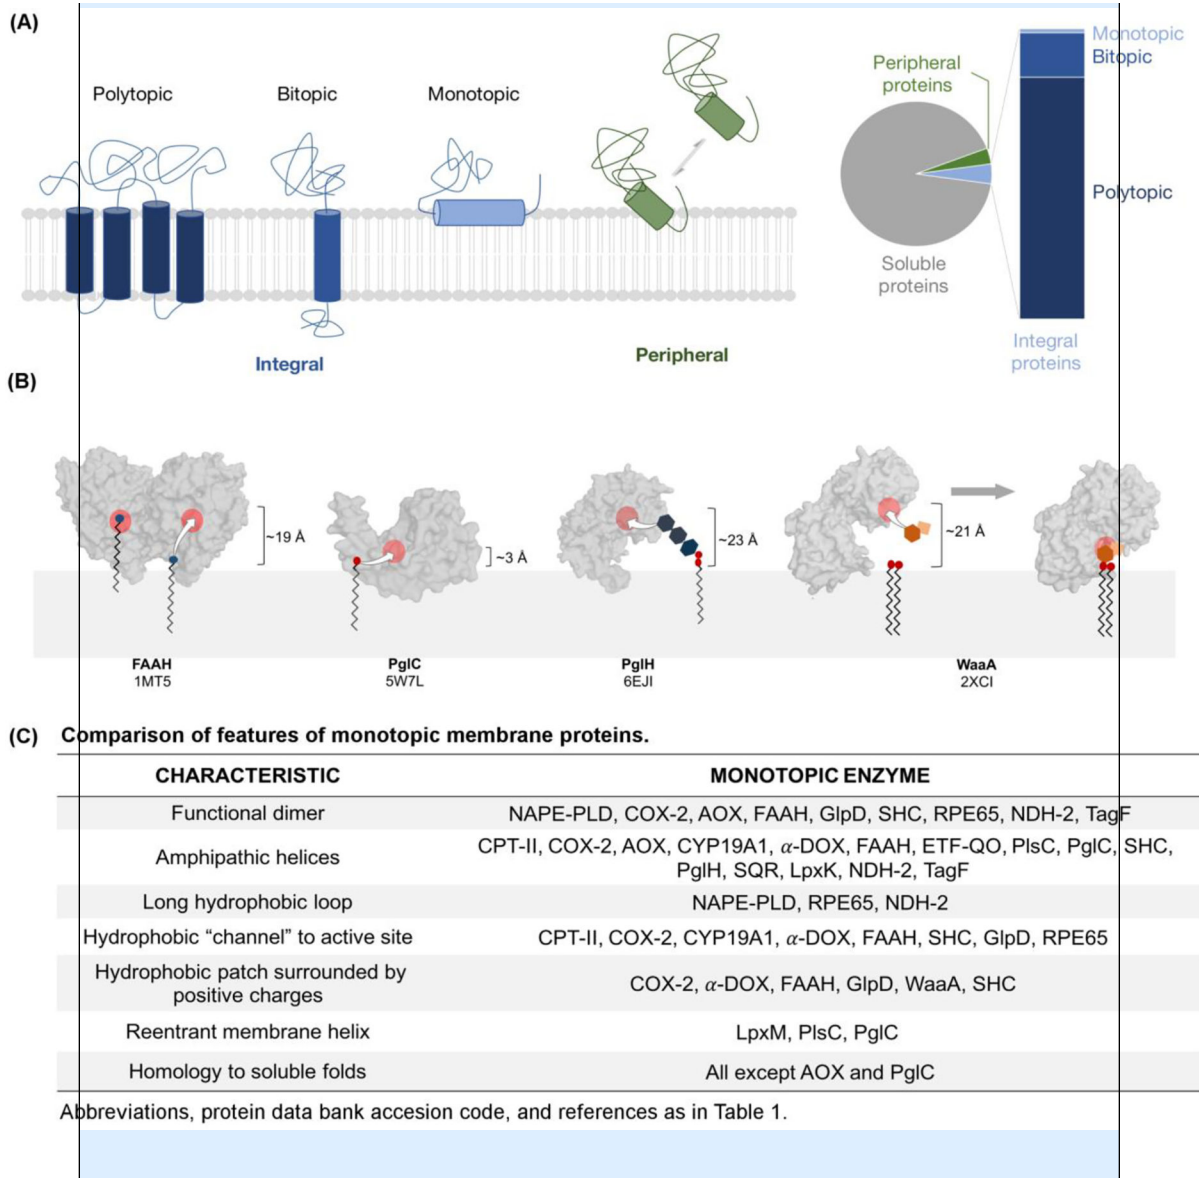 (A)
Polytopic
Bitopic
Monotopic
Integral
Peripheral
Peripheral
proteins
Soluble
proteins
Monotopic
Bitopic
Polytopic
Integral
proteins
(B)
~19 Å
~3 Å
~23 Å
~21 Å
FAAH
1MT5
PglC
5W7L
PglH
6EJI
WaaA
2XCI
(C) Comparison of features of monotopic membrane proteins.
CHARACTERISTIC MONOTOPIC ENZYME
Functional dimer NAPE-PLD, COX-2, AOX, FAAH, GlpD, SHC, RPE65, NDH-2, TagF
Amphipathic helices CPT-II, COX-2, AOX, CYP19A1, α-DOX, FAAH, ETF-QO, PlsC, PglC, SHC,
PglH, SQR, LpxK, NDH-2, TagF
Long hydrophobic loop NAPE-PLD, RPE65, NDH-2
Hydrophobic “channel” to active site CPT-II, COX-2, CYP19A1, α-DOX, FAAH, SHC, GlpD, RPE65
Hydrophobic patch surrounded by
positive charges COX-2, α-DOX, FAAH, GlpD, WaaA, SHC
Reentrant membrane helix LpxM, PlsC, PglC
Homology to soluble folds All except AOX and PglC
Abbreviations, protein data bank accesion code, and references as in Table 1.